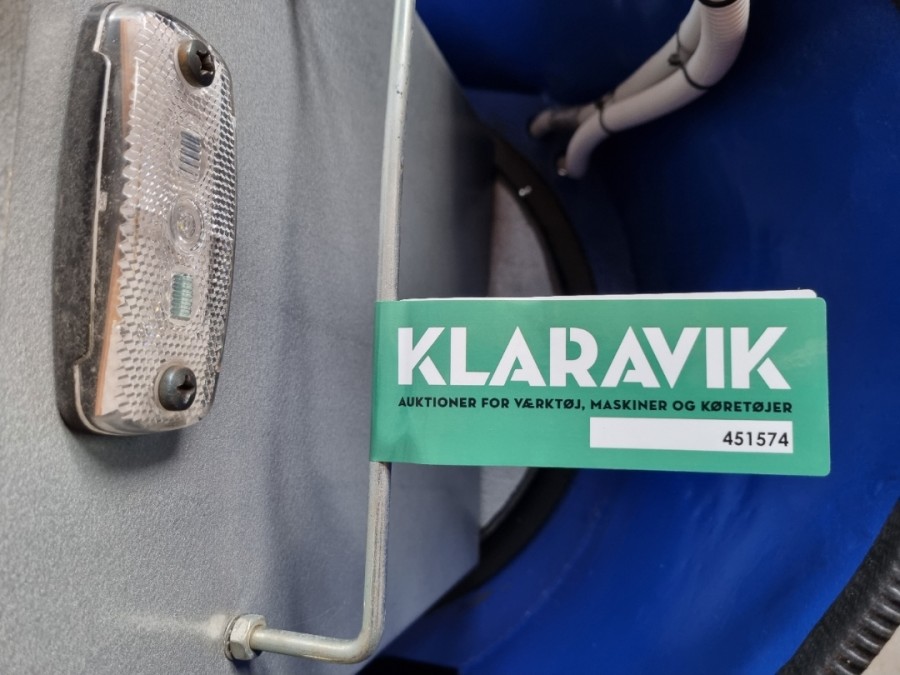 KLARAVIK
AUKTIONER FOR VÆRKTØJ, MASKINER OG KØRETØJER
451574